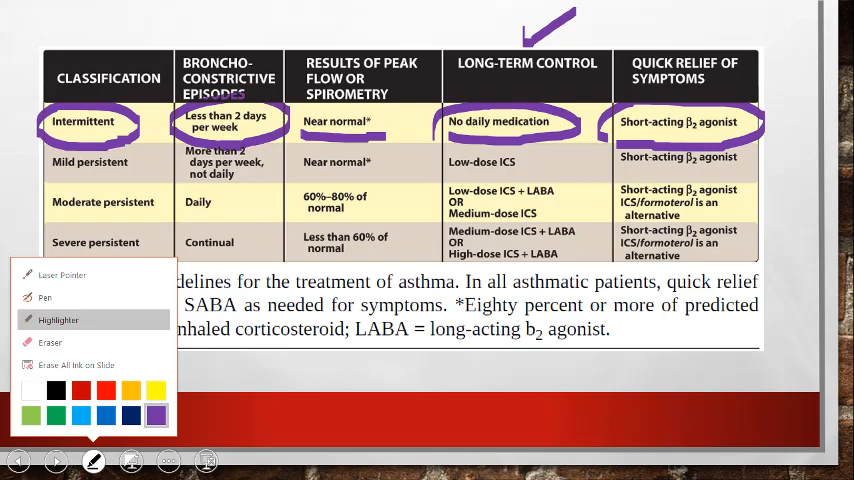 CLASSIFICATION
BRONCHO-
CONSTRICTIVE
EPISODES
RESULTS OF PEAK
FLOW OR
SPIROMETRY
LONG-TERM CONTROL
QUICK RELIEF OF
SYMPTOMS
Intermittent
Less than 2 days
per week
Near normal*
No daily medication
Short-acting β2 agonist
Mild persistent
More than 2
days per week,
not daily
Near normal*
Low-dose ICS
Short-acting β2 agonist
Moderate persistent
Daily
60%–80% of
normal
Low-dose ICS + LABA
OR
Medium-dose ICS
Short-acting β2 agonist
ICS/formoterol is an
alternative
Severe persistent
Continual
Less than 60% of
normal
Medium-dose ICS + LABA
OR
High-dose ICS + LABA
Short-acting β2 agonist
ICS/formoterol is an
alternative
delines for the treatment of asthma. In all asthmatic patients, quick relief
SABA as needed for symptoms. *Eighty percent or more of predicted
nhaled corticosteroid; LABA = long-acting b2 agonist.
Laser Pointer
Pen
Highlighter
Eraser
Erase All Ink on Slide